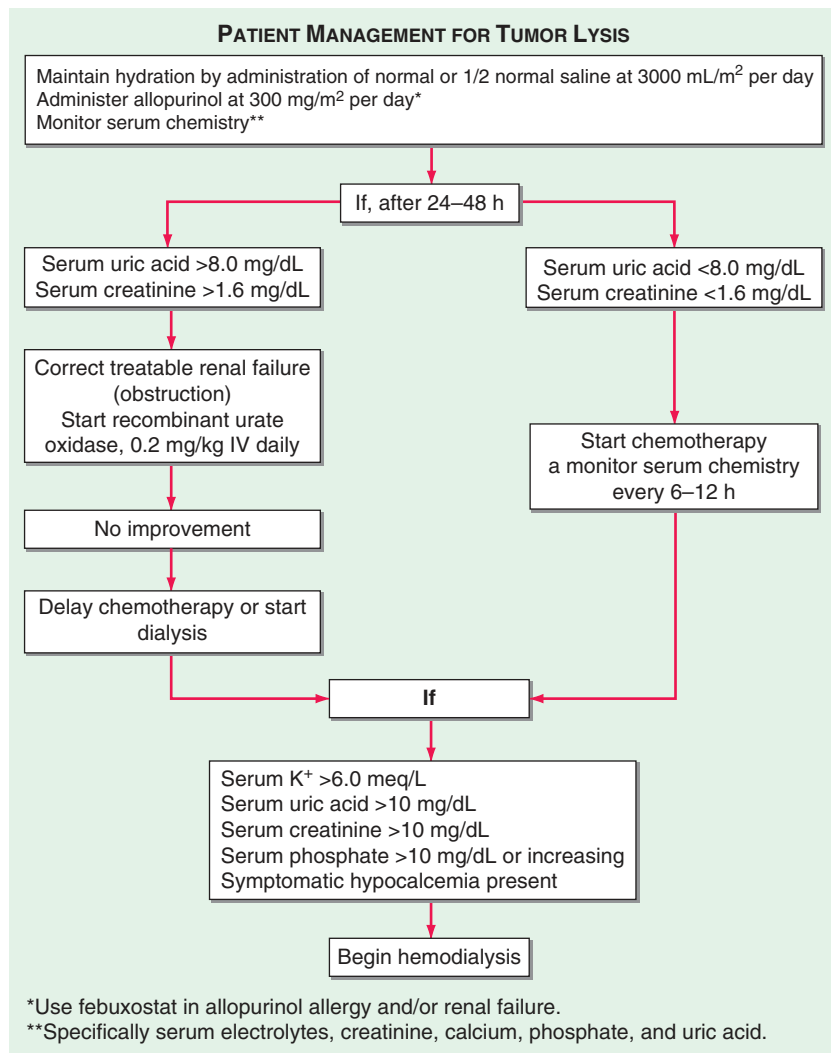 PATIENT MANAGEMENT FOR TUMOR LYSIS
Maintain hydration by administration of normal or 1/2 normal saline at 3000 mL/m² per day
Administer allopurinol at 300 mg/m² per day*
Monitor serum chemistry**
If, after 24–48 h
Serum uric acid >8.0 mg/dL
Serum creatinine >1.6 mg/dL
Serum uric acid <8.0 mg/dL
Serum creatinine <1.6 mg/dL
Correct treatable renal failure
(obstruction)
Start recombinant urate
oxidase, 0.2 mg/kg IV daily
Start chemotherapy
a monitor serum chemistry
every 6–12 h
No improvement
Delay chemotherapy or start
dialysis
If
Serum K⁺ >6.0 meq/L
Serum uric acid >10 mg/dL
Serum creatinine >10 mg/dL
Serum phosphate >10 mg/dL or increasing
Symptomatic hypocalcemia present
Begin hemodialysis
*Use febuxostat in allopurinol allergy and/or renal failure.
**Specifically serum electrolytes, creatinine, calcium, phosphate, and uric acid.